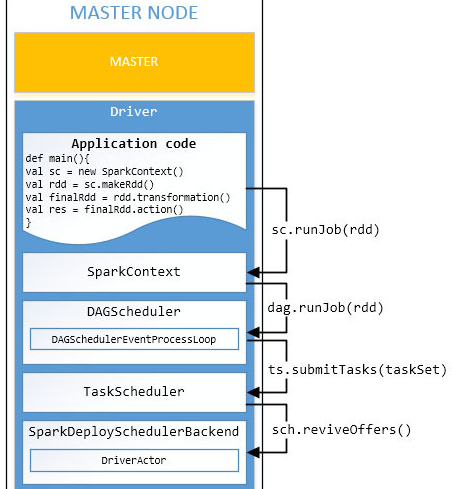 MASTER NODE
MASTER
Driver
Application code
def main(){
val sc = new SparkContext()
val rdd = sc.makeRdd()
val finalRdd = rdd.transformation()
val res = finalRdd.action()
}
sc.runJob(rdd)
SparkContext
dag.runJob(rdd)
DAGScheduler
DAGSchedulerEventProcessLoop
ts.submitTasks(taskSet)
TaskScheduler
sch.reviveOffers()
SparkDeploySchedulerBackend
DriverActor